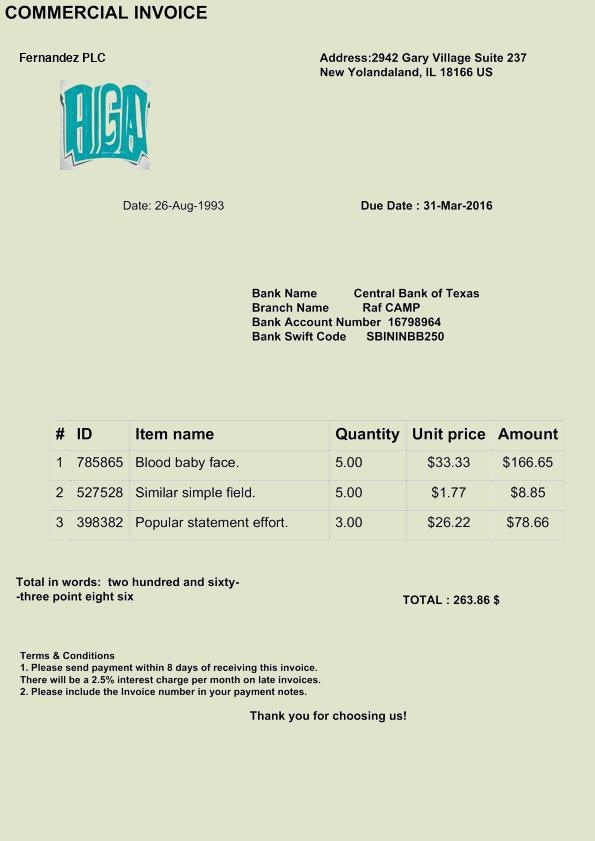 COMMERCIAL INVOICE
Fernandez PLC
Address:2942 Gary Village Suite 237
New Yolandaland, IL 18166 US
Date: 26-Aug-1993
Due Date : 31-Mar-2016
Bank Name Central Bank of Texas
Branch Name Raf CAMP
Bank Account Number 16798964
Bank Swift Code SBININBB250
# ID Item name Quantity Unit price Amount
1 785865 Blood baby face. 5.00 $33.33 $166.65
2 527528 Similar simple field. 5.00 $1.77 $8.85
3 398382 Popular statement effort. 3.00 $26.22 $78.66
Total in words: two hundred and sixty-
-three point eight six
TOTAL : 263.86 $
Terms & Conditions
1. Please send payment within 8 days of receiving this invoice.
There will be a 2.5% interest charge per month on late invoices.
2. Please include the Invoice number in your payment notes.
Thank you for choosing us!